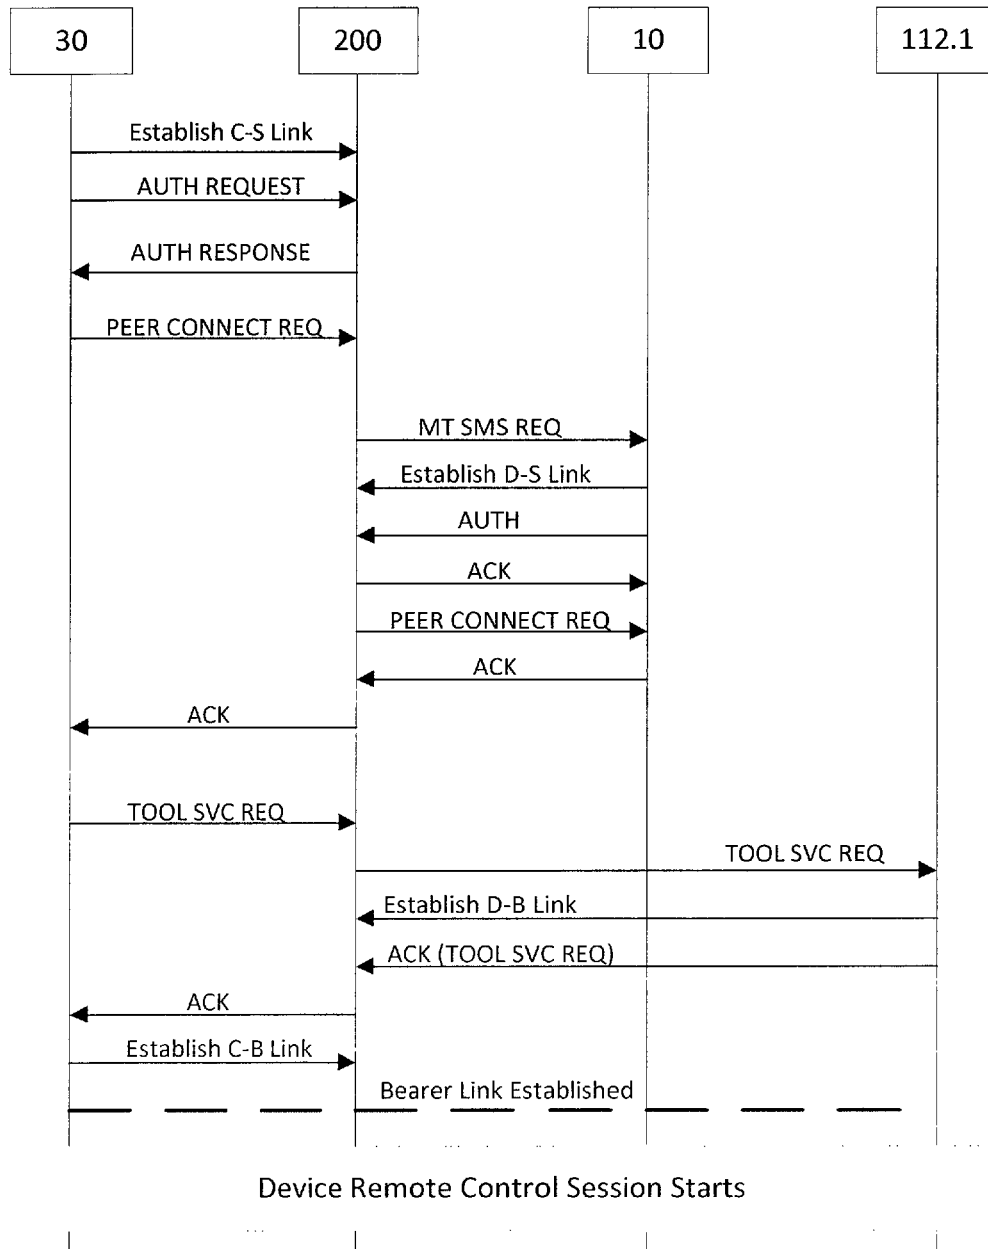 30
200
10
112.1
Establish C-S Link
AUTH REQUEST
AUTH RESPONSE
PEER CONNECT REQ
MT SMS REQ
Establish D-S Link
AUTH
ACK
PEER CONNECT REQ
ACK
ACK
TOOL SVC REQ
TOOL SVC REQ
Establish D-B Link
ACK (TOOL SVC REQ)
ACK
Establish C-B Link
Bearer Link Established
Device Remote Control Session Starts